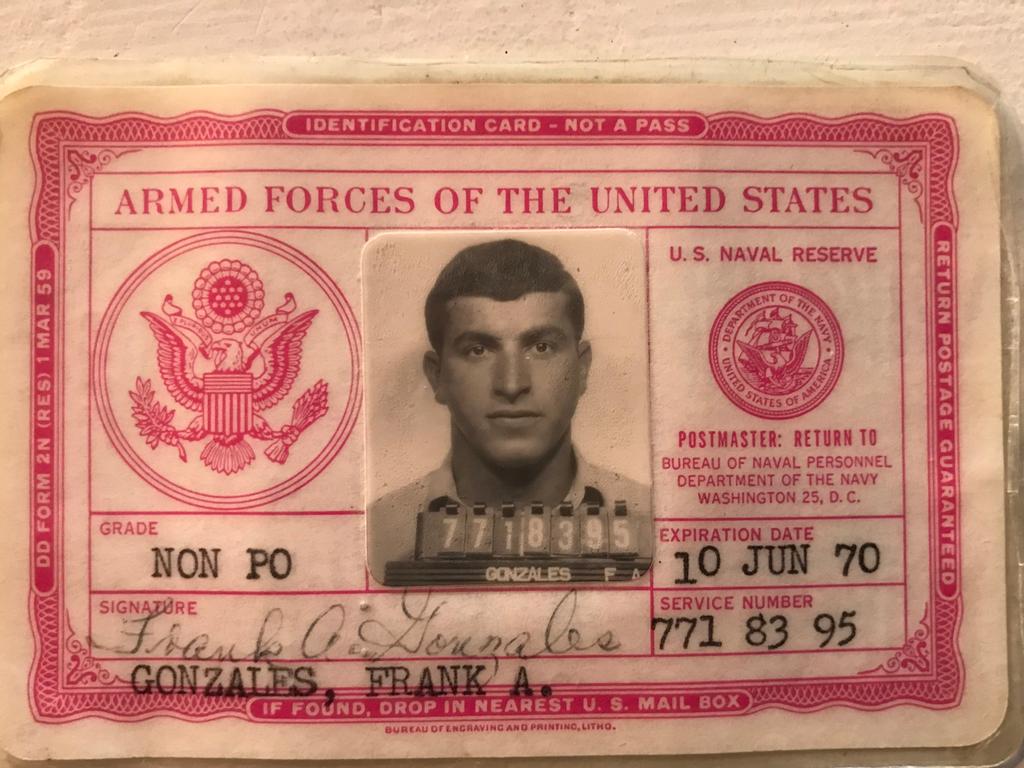 IDENTIFICATION CARD - NOT A PASS
ARMED FORCES OF THE UNITED STATES
DD FORM 2N (RES) 1 MAR 59
U.S. NAVAL RESERVE
DEPARTMENT OF THE NAVY
UNITED STATES OF AMERICA
POSTMASTER: RETURN TO
BUREAU OF NAVAL PERSONNEL
DEPARTMENT OF THE NAVY
WASHINGTON 25, D. C.
RETURN POSTAGE GUARANTEED
7718395
GONZALES F A
GRADE
NON PO
EXPIRATION DATE
10 JUN 70
SIGNATURE
Frank A. Gonzales
SERVICE NUMBER
771 83 95
GONZALES, FRANK A.
IF FOUND, DROP IN NEAREST U. S. MAIL BOX
BUREAU OF ENGRAVING AND PRINTING, LITHO.